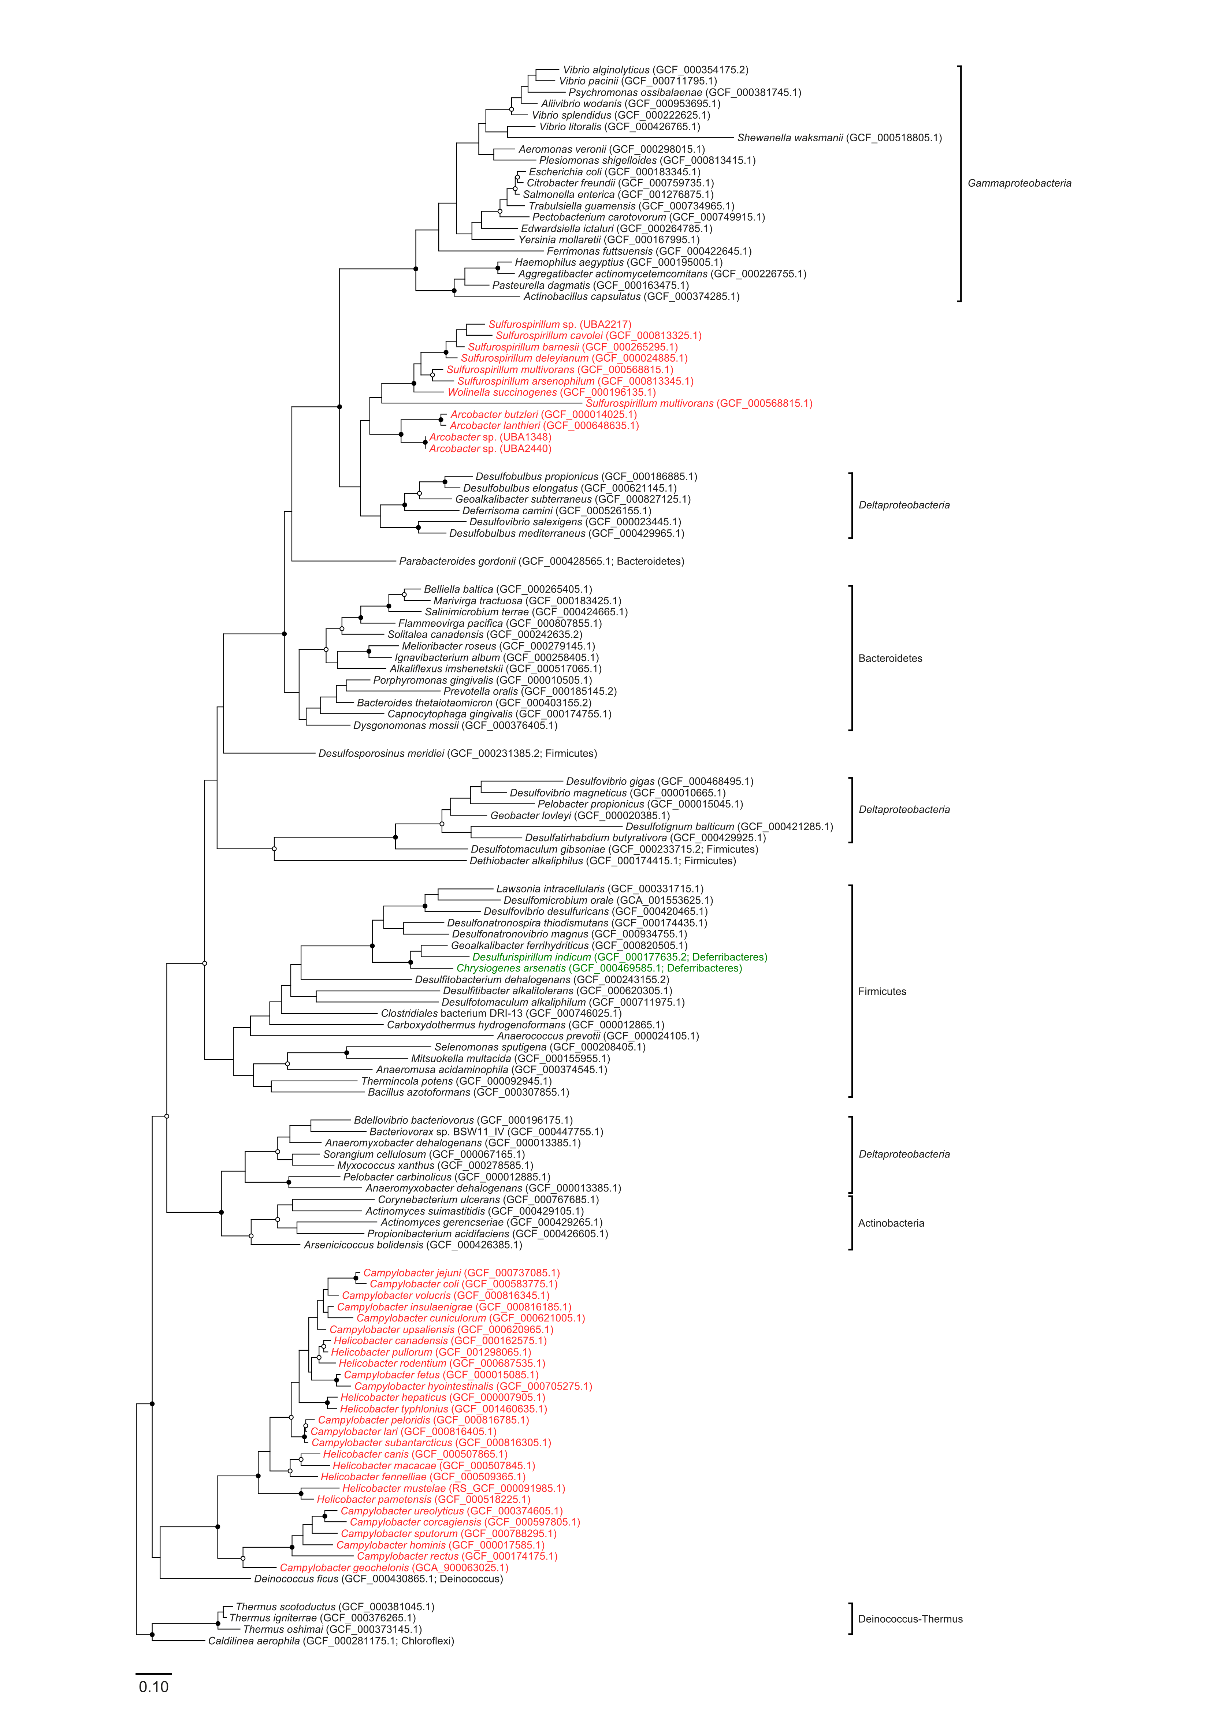 Vibrio alginolyticus (GCF_000354175.2)
Vibrio pacinii (GCF_000711795.1)
Psychromonas ossibalaenae (GCF_000381745.1)
Aliivibrio wodanis (GCF_000953695.1)
Vibrio splendidus (GCF_000222625.1)
Vibrio litoralis (GCF_000426765.1)
Shewanella waksmanii (GCF_000518805.1)
Aeromonas veronii (GCF_000298015.1)
Plesiomonas shigelloides (GCF_000813415.1)
Escherichia coli (GCF_000183345.1)
Citrobacter freundii (GCF_000759735.1)
Gammaproteobacteria
Salmonella enterica (GCF_001276875.1)
Trabulsiella guamensis (GCF_000734965.1)
Pectobacterium carotovorum (GCF_000749915.1)
Edwardsiella ictaluri (GCF_000264785.1)
Yersinia mollaretii (GCF_000167995.1)
Ferrimonas futtsuensis (GCF_000422645.1)
Haemophilus aegyptius (GCF_000195005.1)
Aggregatibacter actinomycetemcomitans (GCF_000226755.1)
Pasteurella dagmatis (GCF_000163475.1)
Actinobacillus capsulatus (GCF_000374285.1)
Sulfurospirillum sp. (UBA2217)
Sulfurospirillum cavolei (GCF_000813325.1)
Sulfurospirillum barnesii (GCF_000265295.1)
Sulfurospirillum deleyianum (GCF_000024885.1)
Sulfurospirillum multivorans (GCF_000568815.1)
Sulfurospirillum arsenophilum (GCF_000813345.1)
Wolinella succinogenes (GCF_000196135.1)
Sulfurospirillum multivorans (GCF_000568815.1)
Arcobacter butzleri (GCF_000014025.1)
Arcobacter lanthieri (GCF_000648635.1)
Arcobacter sp. (UBA1348)
Arcobacter sp. (UBA2440)
Desulfobulbus propionicus (GCF_000186885.1)
Desulfobulbus elongatus (GCF_000621145.1)
Geoalkalibacter subterraneus (GCF_000827125.1)
Deltaproteobacteria
Deferrisoma camini (GCF_000526155.1)
Desulfovibrio salexigens (GCF_000023445.1)
Desulfobulbus mediterraneus (GCF_000429965.1)
Parabacteroides gordonii (GCF_000428565.1; Bacteroidetes)
Belliella baltica (GCF_000265405.1)
Marivirga tractuosa (GCF_000183425.1)
Salinimicrobium terrae (GCF_000424665.1)
Flammeovirga pacifica (GCF_000807855.1)
Solitalea canadensis (GCF_000242635.2)
Melioribacter roseus (GCF_000279145.1)
Ignavibacterium album (GCF_000258405.1)
Bacteroidetes
Alkaliflexus imshenetskii (GCF_000517065.1)
Porphyromonas gingivalis (GCF_000010505.1)
Prevotella oralis (GCF_000185145.2)
Bacteroides thetaiotaomicron (GCF_000403155.2)
Capnocytophaga gingivalis (GCF_000174755.1)
Dysgonomonas mossii (GCF_000376405.1)
Desulfosporosinus meridiei (GCF_000231385.2; Firmicutes)
Desulfovibrio gigas (GCF_000468495.1)
Desulfovibrio magneticus (GCF_000010665.1)
Pelobacter propionicus (GCF_000015045.1)
Deltaproteobacteria
Geobacter lovleyi (GCF_000020385.1)
Desulfotignum balticum (GCF_000421285.1)
Desulfatirhabdium butyrativora (GCF_000429925.1)
Desulfotomaculum gibsoniae (GCF_000233715.2; Firmicutes)
Dethiobacter alkaliphilus (GCF_000174415.1; Firmicutes)
Lawsonia intracellularis (GCF_000331715.1)
Desulfomicrobium orale (GCA_001553625.1)
Desulfovibrio desulfuricans (GCF_000420465.1)
Desulfonatronospira thiodismutans (GCF_000174435.1)
Desulfonatronovibrio magnus (GCF_000934755.1)
Geoalkalibacter ferrihydriticus (GCF_000820505.1)
Desulfurispirillum indicum (GCF_000177635.2; Deferribacteres)
Chrysiogenes arsenatis (GCF_000469585.1; Deferribacteres)
Desulfitobacterium dehalogenans (GCF_000243155.2)
Desulfitibacter alkalitolerans (GCF_000620305.1)
Firmicutes
Desulfotomaculum alkaliphilum (GCF_000711975.1)
Clostridiales bacterium DRI-13 (GCF_000746025.1)
Carboxydothermus hydrogenoformans (GCF_000012865.1)
Anaerococcus prevotii (GCF_000024105.1)
Selenomonas sputigena (GCF_000208405.1)
Mitsuokella multacida (GCF_000155955.1)
Anaeromusa acidaminophila (GCF_000374545.1)
Thermincola potens (GCF_000092945.1)
Bacillus azotoformans (GCF_000307855.1)
Bdellovibrio bacteriovorus (GCF_000196175.1)
Bacteriovorax sp. BSW11_IV (GCF_000447755.1)
Anaeromyxobacter dehalogenans (GCF_000013385.1)
Sorangium cellulosum (GCF_000067165.1)
Deltaproteobacteria
Myxococcus xanthus (GCF_000278585.1)
Pelobacter carbinolicus (GCF_000012885.1)
Anaeromyxobacter dehalogenans (GCF_000013385.1)
Corynebacterium ulcerans (GCF_000767685.1)
Actinomyces suimastitidis (GCF_000429105.1)
Actinomyces gerencseriae (GCF_000429265.1)
Actinobacteria
Propionibacterium acidifaciens (GCF_000426605.1)
Arsenicicoccus bolidensis (GCF_000426385.1)
Campylobacter jejuni (GCF_000737085.1)
Campylobacter coli (GCF_000583775.1)
Campylobacter volucris (GCF_000816345.1)
Campylobacter insulaenigrae (GCF_000816185.1)
Campylobacter cuniculorum (GCF_000621005.1)
Campylobacter upsaliensis (GCF_000620965.1)
Helicobacter canadensis (GCF_000162575.1)
Helicobacter pullorum (GCF_001298065.1)
Helicobacter rodentium (GCF_000687535.1)
Campylobacter fetus (GCF_000015085.1)
Campylobacter hyointestinalis (GCF_000705275.1)
Helicobacter hepaticus (GCF_000007905.1)
Helicobacter typhlonius (GCF_001460635.1)
Campylobacter peloridis (GCF_000816785.1)
Campylobacter lari (GCF_000816405.1)
Campylobacter subantarcticus (GCF_000816305.1)
Helicobacter canis (GCF_000507865.1)
Helicobacter macacae (GCF_000507845.1)
Helicobacter fennelliae (GCF_000509365.1)
Helicobacter mustelae (RS_GCF_000091985.1)
Helicobacter pametensis (GCF_000518225.1)
Campylobacter ureolyticus (GCF_000374605.1)
Campylobacter corcagiensis (GCF_000597805.1)
Campylobacter sputorum (GCF_000788295.1)
Campylobacter hominis (GCF_000017585.1)
Campylobacter rectus (GCF_000174175.1)
Campylobacter geochelonis (GCA_900063025.1)
Deinococcus ficus (GCF_000430865.1; Deinococcus)
Thermus scotoductus (GCF_000381045.1)
Thermus igniterrae (GCF_000376265.1)
Deinococcus-Thermus
Thermus oshimai (GCF_000373145.1)
Caldilinea aerophila (GCF_000281175.1; Chloroflexi)
0.10